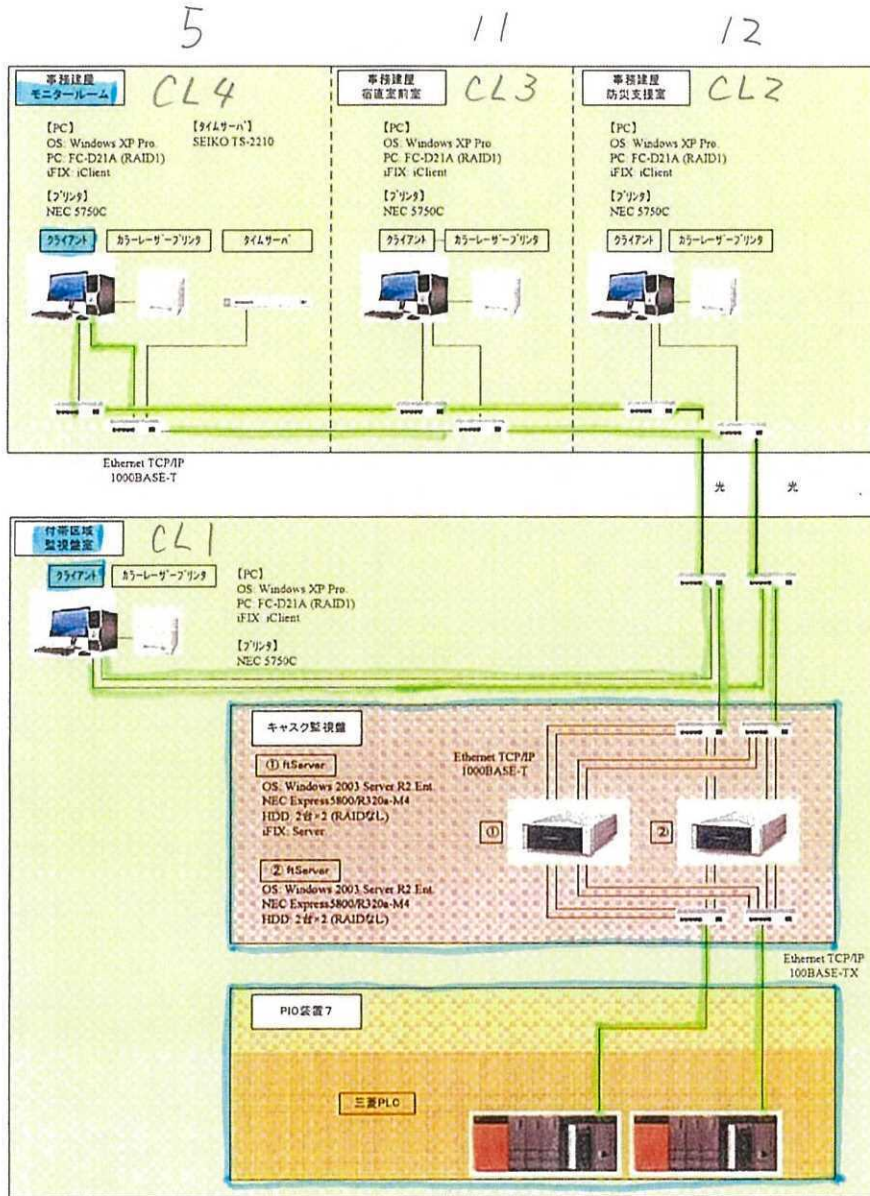 5
11
12
事務建屋
モニタールーム
CL4
【PC】
OS: Windows XP Pro.
PC: FC-D21A (RAID1)
iFIX: iClient
【タイムサーバ】
SEIKO TS-2210
【プリンタ】
NEC 5750C
クライアント
カラーレーザープリンタ
タイムサーバ
事務建屋
宿直室前室
CL3
【PC】
OS: Windows XP Pro.
PC: FC-D21A (RAID1)
iFIX: iClient
【プリンタ】
NEC 5750C
クライアント
カラーレーザープリンタ
事務建屋
防災支援室
CL2
【PC】
OS: Windows XP Pro.
PC: FC-D21A (RAID1)
iFIX: iClient
【プリンタ】
NEC 5750C
クライアント
カラーレーザープリンタ
Ethernet TCP/IP
1000BASE-T
光
光
付帯区域
監視盤室
CL1
クライアント
カラーレーザープリンタ
【PC】
OS: Windows XP Pro.
PC: FC-D21A (RAID1)
iFIX: iClient
【プリンタ】
NEC 5750C
キャスク監視盤
① ftServer
OS: Windows 2003 Server R2 Ent.
NEC Express5800/R320a-M4
HDD: 2台×2 (RAIDなし)
iFIX: Server
② ftServer
OS: Windows 2003 Server R2 Ent.
NEC Express5800/R320a-M4
HDD: 2台×2 (RAIDなし)
Ethernet TCP/IP
1000BASE-T
①
②
Ethernet TCP/IP
100BASE-TX
PIO装置7
三菱PLC